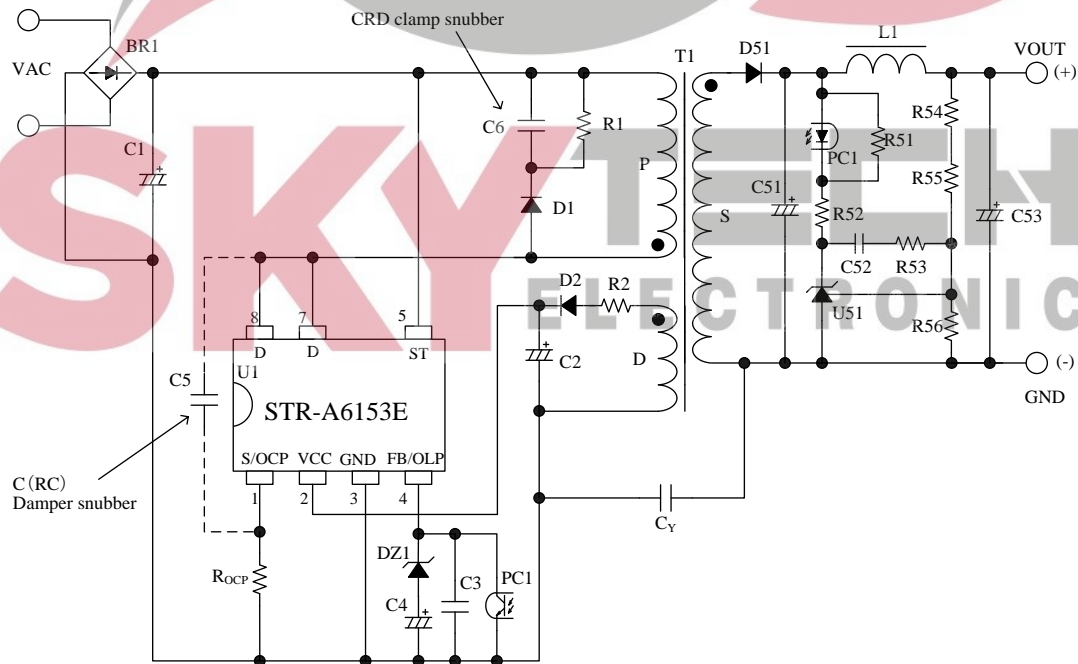 CRD clamp snubber
L1
BR1
T1
D51
VOUT
VAC
(+)
C6
R1
R54
C1
PC1
R51
P
R55
D1
C51
S
R52
C53
SKY TECH
C52
R53
ELECTRONIC
D2
R2
U51
R56
8
7
5
D
D
ST
C2
D
(-)
U1
GND
C5
STR-A6153E
S/OCP
VCC
GND
FB/OLP
C(RC)
Damper snubber
1
2
3
4
CY
DZ1
ROCP
C3
PC1
C4